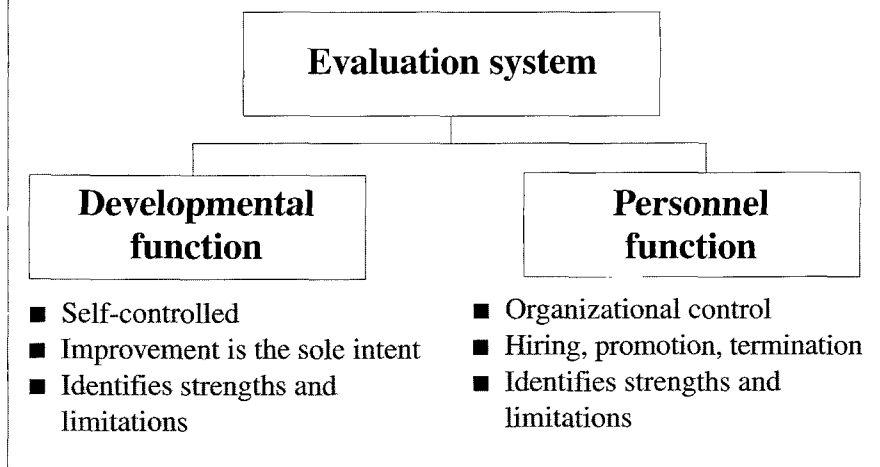 Evaluation system
Developmental
function
■ Self-controlled
■ Improvement is the sole intent
■ Identifies strengths and
limitations
Personnel
function
■ Organizational control
■ Hiring, promotion, termination
■ Identifies strengths and
limitations